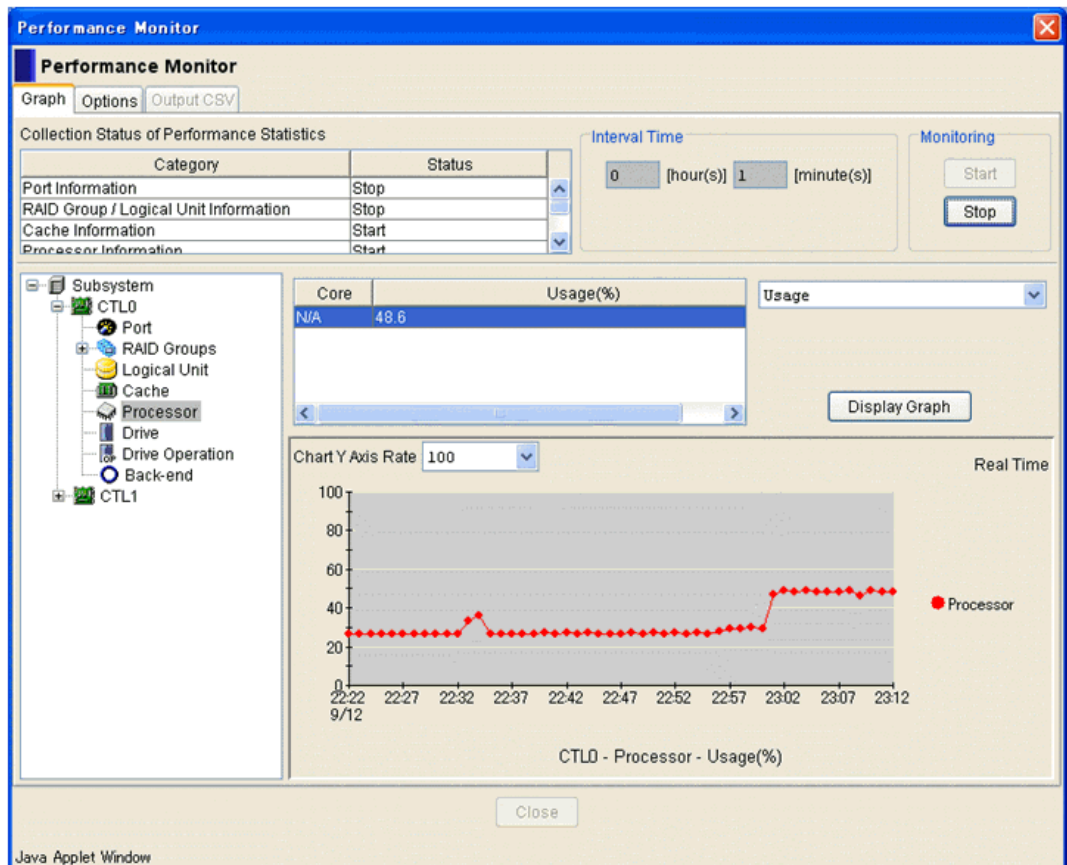 Performance Monitor
Performance Monitor
Graph Options Output CSV
Collection Status of Performance Statistics
Category Status
Port Information Stop
RAID Group / Logical Unit Information Stop
Cache Information Start
Processor Information Start
Interval Time
0 [hour(s)] 1 [minute(s)]
Monitoring
Start
Stop
Subsystem
CTL0
Port
RAID Groups
Logical Unit
Cache
Processor
Drive
Drive Operation
Back-end
CTL1
Core Usage(%)
N/A 48.6
Usage
Display Graph
Chart Y Axis Rate 100
Real Time
100
80
60
40
20
0
22:22 22:27 22:32 22:37 22:42 22:47 22:52 22:57 23:02 23:07 23:12
9/12
Processor
CTL0 - Processor - Usage(%)
Close
Java Applet Window